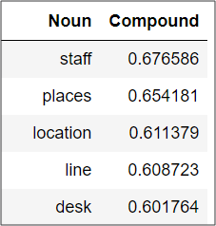 Noun Compound
staff 0.676586
places 0.654181
location 0.611379
line 0.608723
desk 0.601764